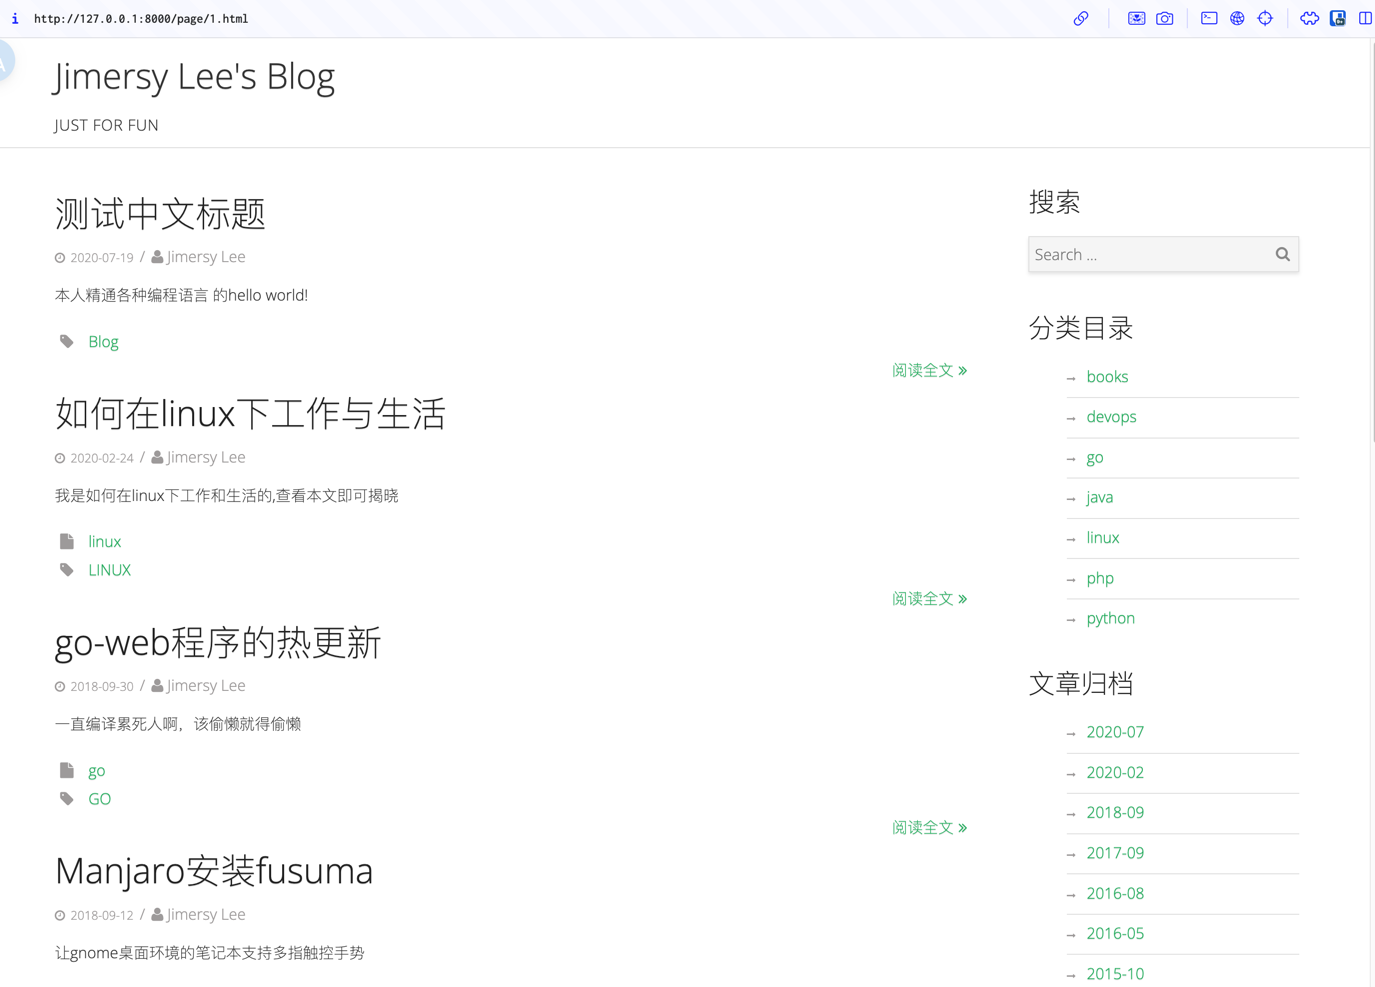 http://127.0.0.1:8000/page/1.html
Jimersy Lee's Blog
JUST FOR FUN
测试中文标题
2020-07-19 / Jimersy Lee
本人精通各种编程语言 的hello world!
Blog
阅读全文 »
如何在linux下工作与生活
2020-02-24 / Jimersy Lee
我是如何在linux下工作和生活的,查看本文即可揭晓
linux
LINUX
阅读全文 »
go-web程序的热更新
2018-09-30 / Jimersy Lee
一直编译累死人啊，该偷懒就得偷懒
go
GO
阅读全文 »
Manjaro安装fusuma
2018-09-12 / Jimersy Lee
让gnome桌面环境的笔记本支持多指触控手势
搜索
Search ...
分类目录
→ books
→ devops
→ go
→ java
→ linux
→ php
→ python
文章归档
→ 2020-07
→ 2020-02
→ 2018-09
→ 2017-09
→ 2016-08
→ 2016-05
→ 2015-10